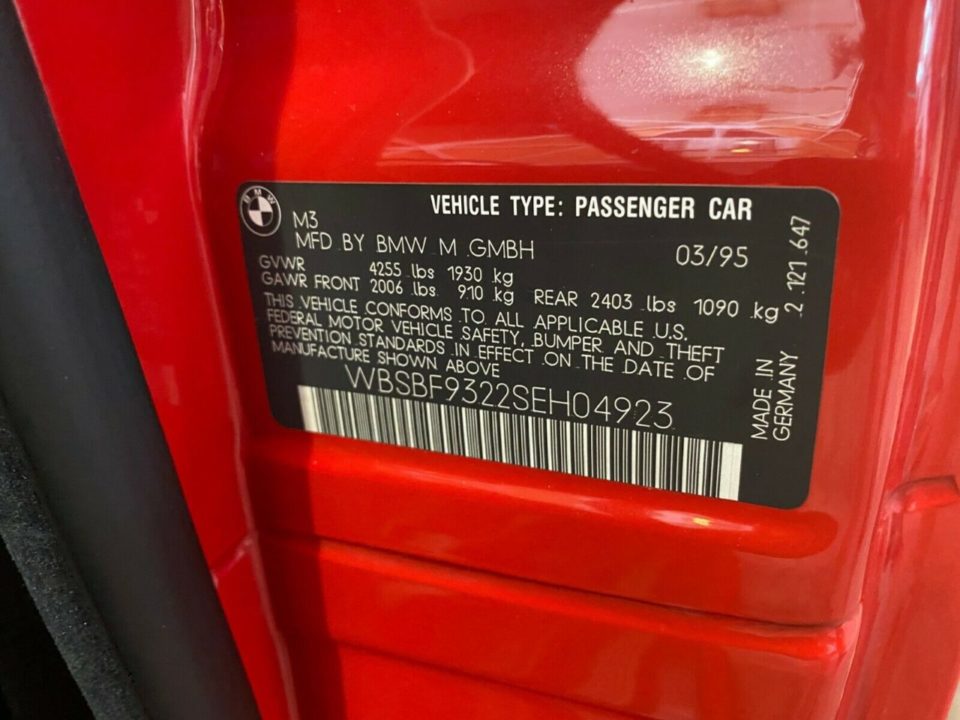 BMW
VEHICLE TYPE: PASSENGER CAR
M3
MFD .BY BMW M GMBH 03/95
GVWR 4255 lbs 1930 kg
GAWR FRONT 2006 lbs 910 kg REAR 2403 lbs 1090 kg
THIS VEHICLE CONFORMS TO ALL APPLICABLE U.S.
FEDERAL MOTOR VEHICLE SAFETY, BUMPER AND THEFT
PREVENTION STANDARDS IN EFFECT ON THE DATE OF
MANUFACTURE SHOWN ABOVE
WBSBF9322SEH04923
MADE IN
GERMANY
2.121.647